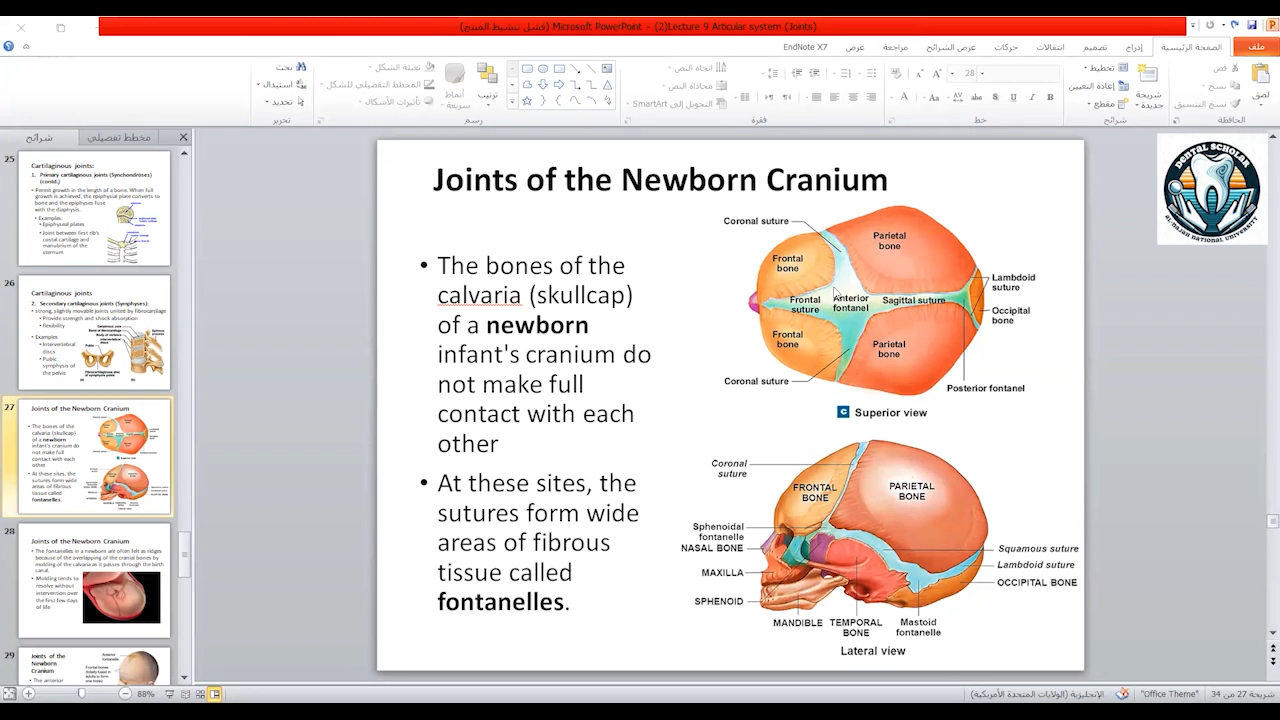 Lecture 9 Articular system (Joints)(2) - Microsoft PowerPoint (فشل تنشيط المنتج)
ملف
الصفحة الرئيسية
إدراج
تصميم
انتقالات
حركات
عرض الشرائح
مراجعة
عرض
EndNote X7
لصق
قص
نسخ
نسخ التنسيق
الحافظة
شريحة جديدة
تخطيط
إعادة التعيين
مقطع
شرائح
28
خط
فقرة
اتجاه النص
محاذاة النص
التحويل إلى SmartArt
ترتيب
أنماط سريعة
تعبئة الشكل
المخطط التفصيلي للشكل
تأثيرات الأشكال
رسم
بحث
استبدال
تحديد
تحرير
شرائح
مخطط تفصيلي
25
Cartilaginous joints:
1. Primary cartilaginous joints (Synchondroses)
(contd.)
Permit growth in the length of a bone. When full
growth is achieved, the epiphysial plate converts to
bone and the epiphyses fuse
with the diaphysis.
• Examples:
• Epiphyseal plates
• Joint between first rib's
costal cartilage and
manubrium of the
sternum
26
Cartilaginous joints
2. Secondary cartilaginous joints (Symphyses):
• strong, slightly movable joints united by fibrocartilage
• Provide strength and shock absorption
• flexibility
• Examples
• Intervertebral
discs
• Pubic
symphysis of
the pelvis
27
Joints of the Newborn Cranium
• The bones of the
calvaria (skullcap)
of a newborn
infant's cranium do
not make full
contact with each
other
• At these sites, the
sutures form wide
areas of fibrous
tissue called
fontanelles.
28
Joints of the Newborn Cranium
• The fontanelles in a newborn are often felt as ridges
because of the overlapping of the cranial bones by
molding of the calvaria as it passes through the birth
canal.
• Molding tends to
resolve without
intervention over
the first few days
of life
29
Joints of the
Newborn
Cranium
• The anterior
Joints of the Newborn Cranium
• The bones of the
calvaria (skullcap)
of a newborn
infant's cranium do
not make full
contact with each
other
• At these sites, the
sutures form wide
areas of fibrous
tissue called
fontanelles.
Coronal suture
Parietal
bone
Frontal
bone
Frontal
suture
Anterior
fontanel
Sagittal suture
Lambdoid
suture
Occipital
bone
Frontal
bone
Parietal
bone
Coronal suture
Posterior fontanel
C Superior view
Coronal
suture
FRONTAL
BONE
PARIETAL
BONE
Sphenoidal
fontanelle
NASAL BONE
MAXILLA
SPHENOID
Squamous suture
Lambdoid suture
OCCIPITAL BONE
MANDIBLE
TEMPORAL
BONE
Mastoid
fontanelle
Lateral view
DENTAL SCHOLAR
AL-NAJAH NATIONAL UNIVERSITY
شريحة 27 من 34
"Office Theme"
الإنجليزية (الولايات المتحدة الأمريكية)
88%